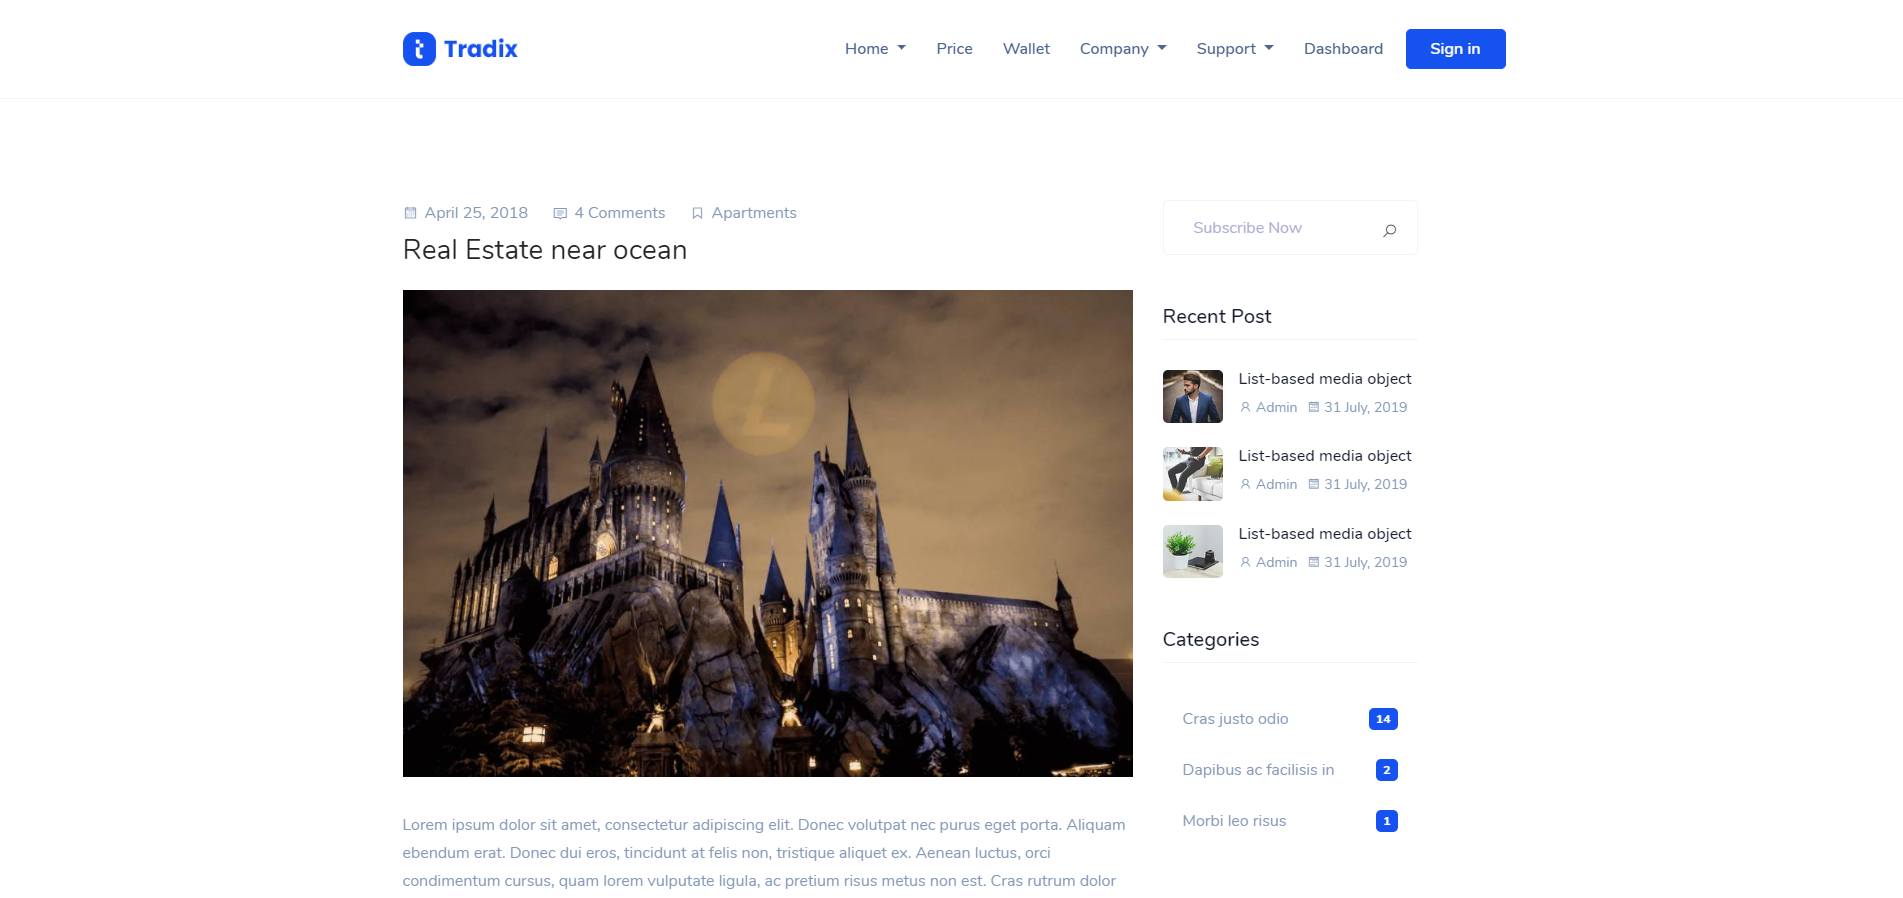 Tradix
Home Price Wallet Company Support Dashboard Sign in
April 25, 2018 4 Comments Apartments
Real Estate near ocean
Lorem ipsum dolor sit amet, consectetur adipiscing elit. Donec volutpat nec purus eget porta. Aliquam
ebendum erat. Donec dui eros, tincidunt at felis non, tristique aliquet ex. Aenean luctus, orci
condimentum cursus, quam lorem vulputate ligula, ac pretium risus metus non est. Cras rutrum dolor
Subscribe Now
Recent Post
List-based media object
Admin 31 July, 2019
List-based media object
Admin 31 July, 2019
List-based media object
Admin 31 July, 2019
Categories
Cras justo odio 14
Dapibus ac facilisis in 2
Morbi leo risus 1